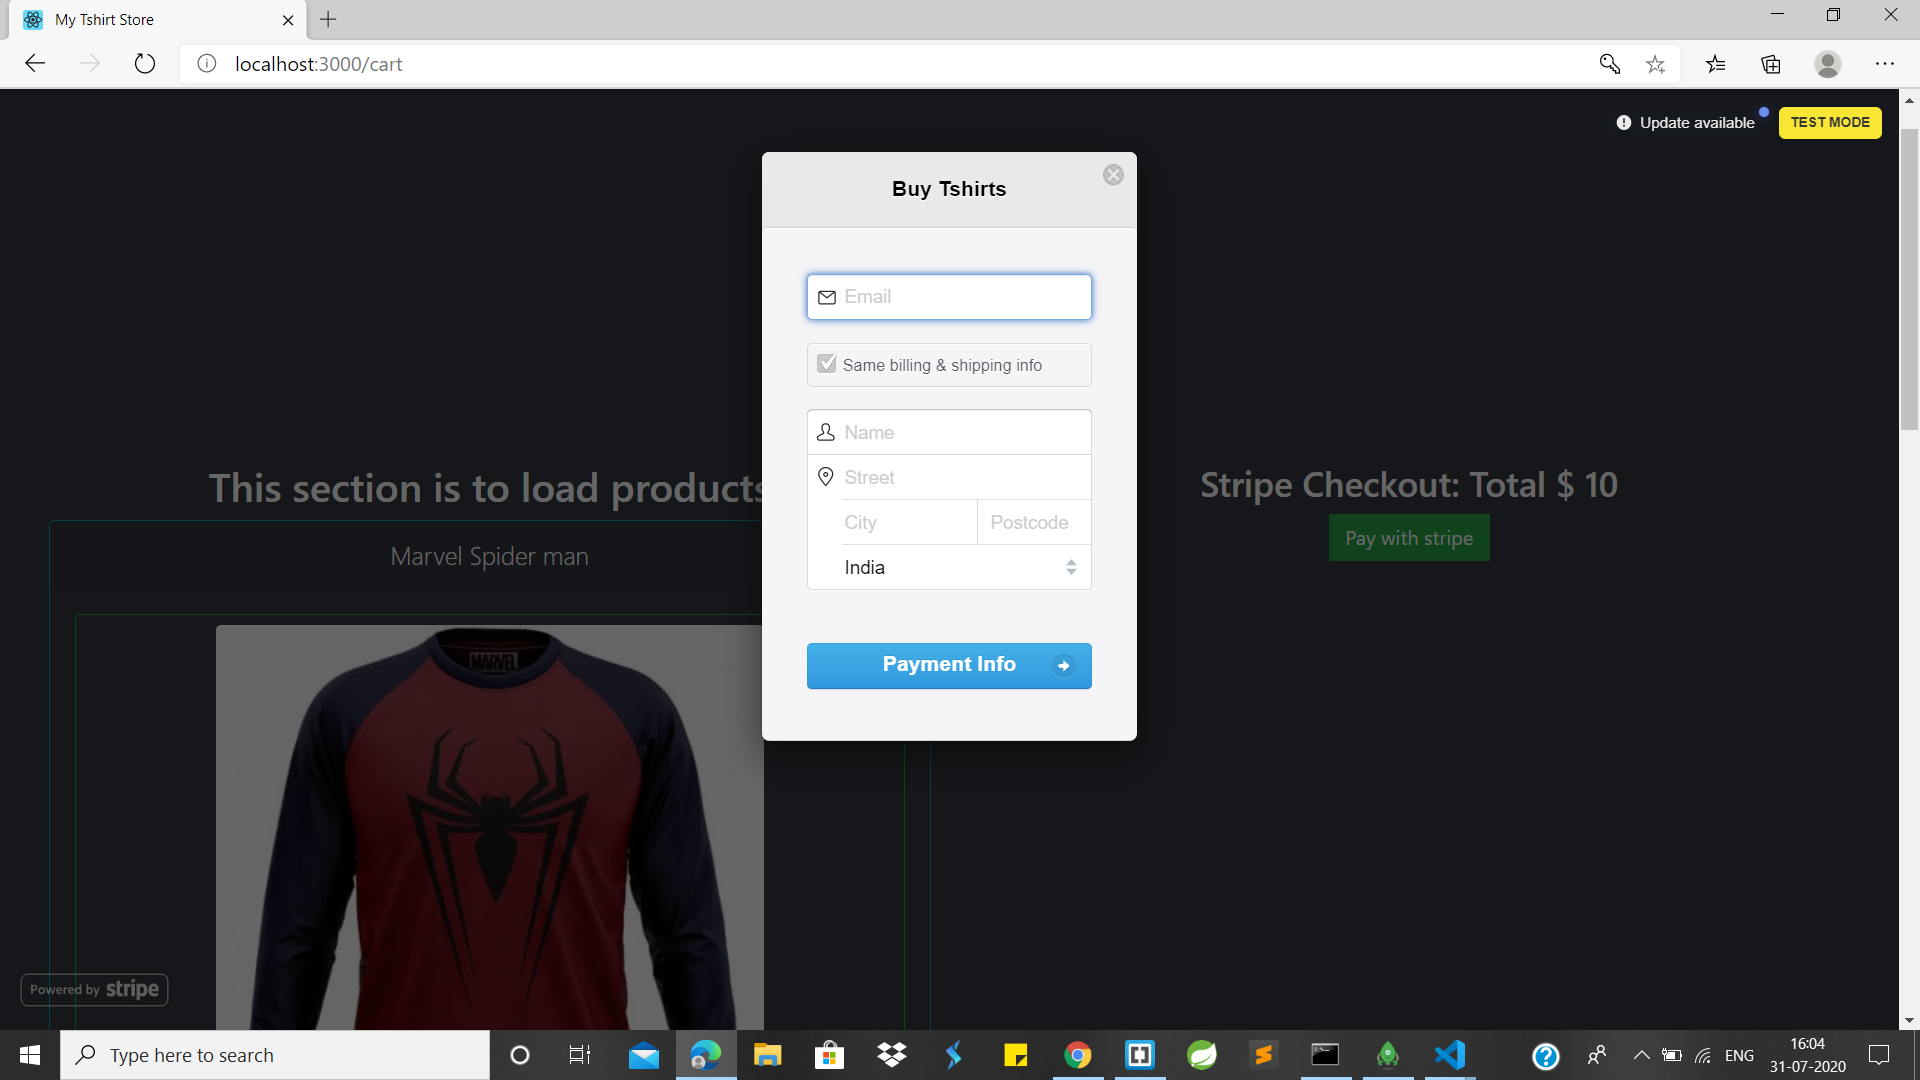 My Tshirt Store
localhost:3000/cart
Update available
TEST MODE
Buy Tshirts
Email
Same billing & shipping info
Name
Street
City
Postcode
India
Payment Info
This section is to load products
Stripe Checkout: Total $ 10
Pay with stripe
Marvel Spider man
MARVEL
Powered by stripe
Type here to search
ENG
16:04
31-07-2020